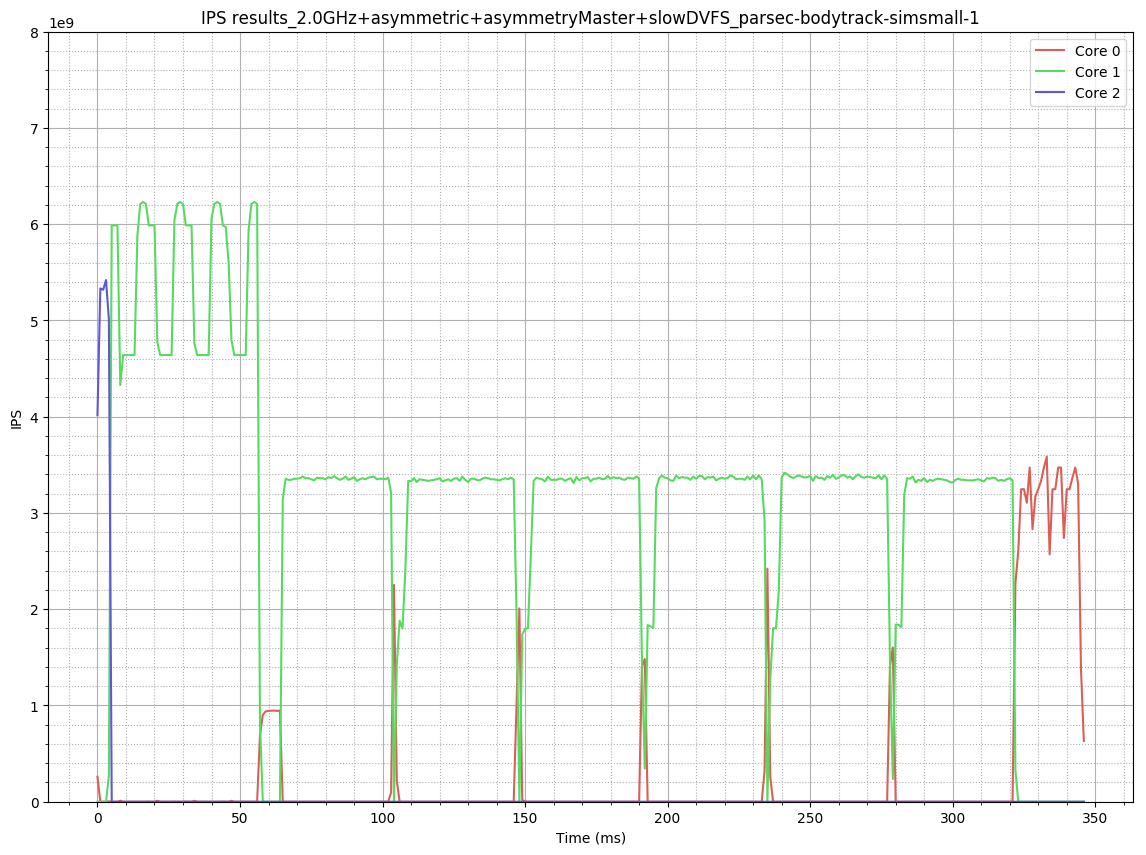 IPS results_2.0GHz+asymmetric+asymmetryMaster+slowDVFS_parsec-bodytrack-simsmall-1
1e9
Core 0
Core 1
Core 2
8
7
6
5
4
3
2
1
0
IPS
0 50 100 150 200 250 300 350
Time (ms)